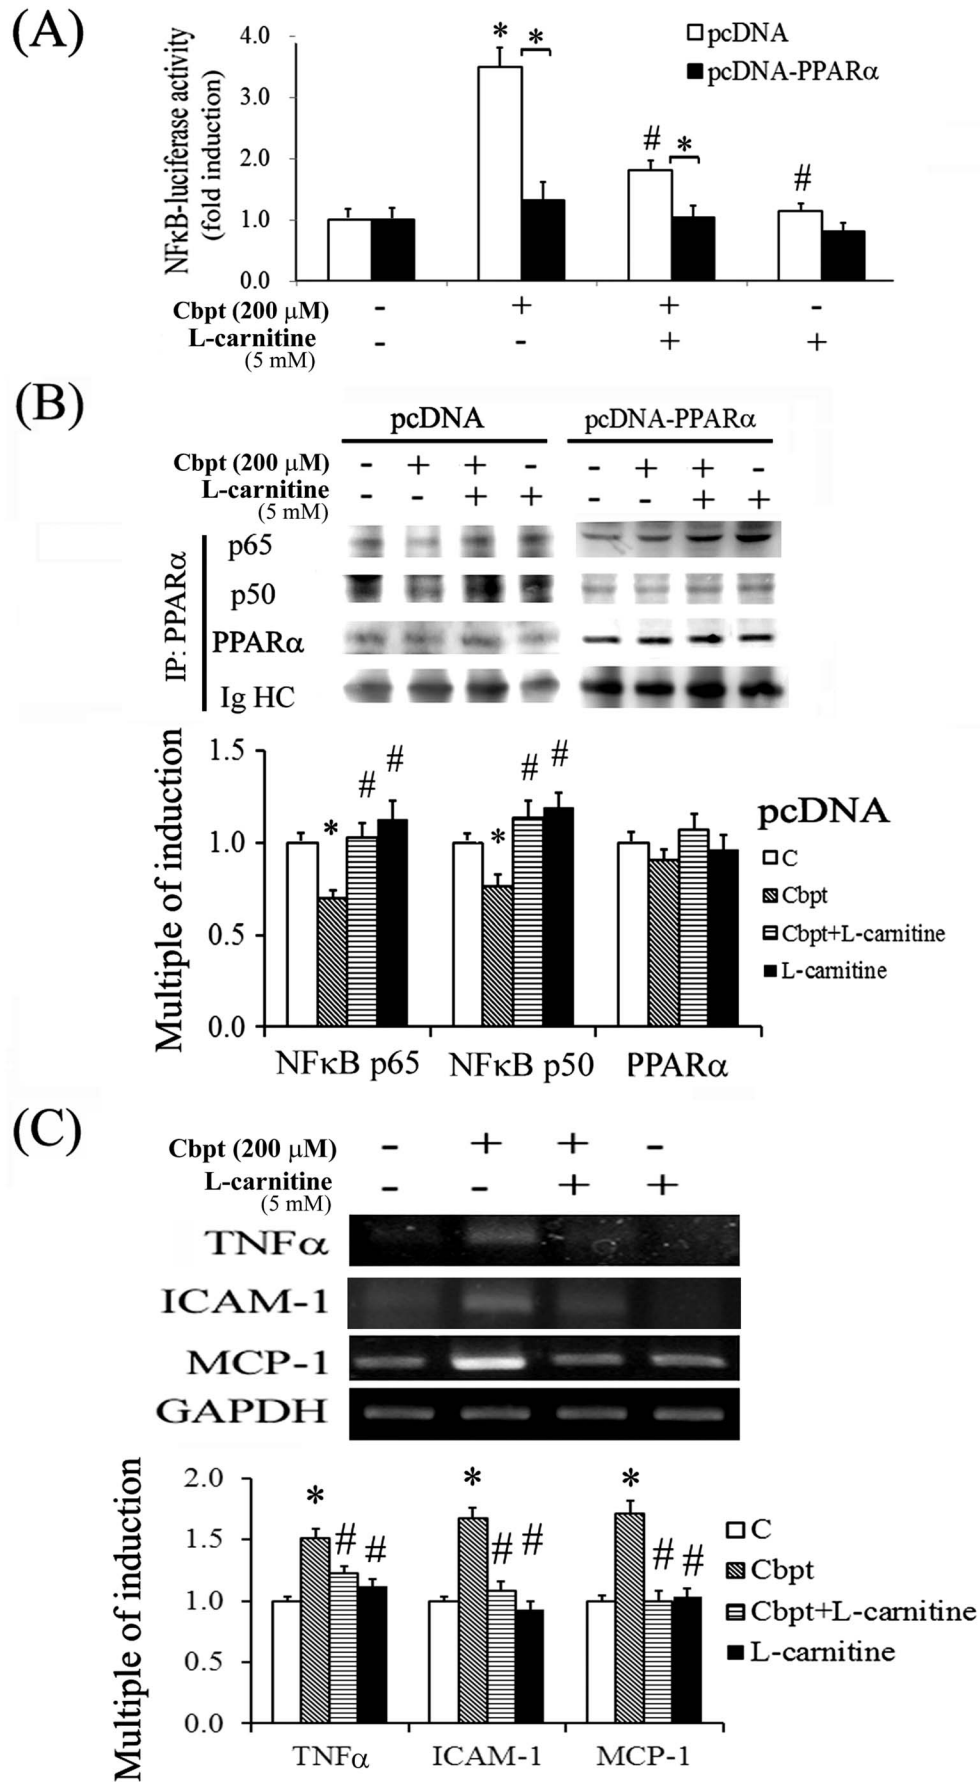 (A)
NFκB-luciferase activity
(fold induction)
4.0
3.0
2.0
1.0
0.0
* *
# *
#
pcDNA
pcDNA-PPARα
Cbpt (200 μM) - + + -
L-carnitine - - + +
(5 mM)
(B)
pcDNA pcDNA-PPARα
Cbpt (200 μM) - + + - - + + -
L-carnitine - - + + - - + +
(5 mM)
IP: PPARα
p65
p50
PPARα
Ig HC
Multiple of induction
1.5
1.0
0.5
0.0
* # #
* # #
NFκB p65 NFκB p50 PPARα
pcDNA
C
Cbpt
Cbpt+L-carnitine
L-carnitine
(C)
Cbpt (200 μM) - + + -
L-carnitine - - + +
(5 mM)
TNFα
ICAM-1
MCP-1
GAPDH
Multiple of induction
2.0
1.5
1.0
0.5
0.0
* # #
* # #
* # #
TNFα ICAM-1 MCP-1
C
Cbpt
Cbpt+L-carnitine
L-carnitine